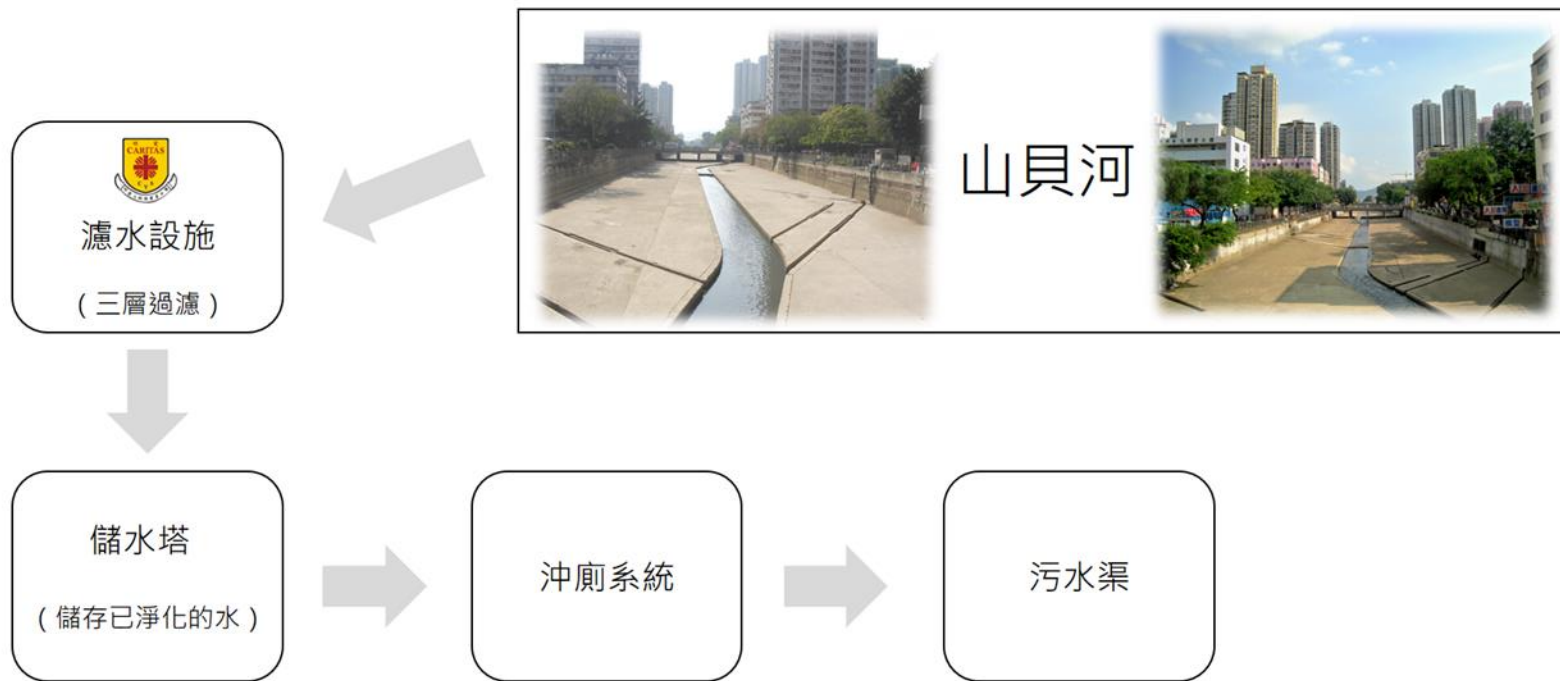 山貝河
CARITAS
濾水設施
（三層過濾）
儲水塔
（儲存已淨化的水）
沖廁系統
污水渠